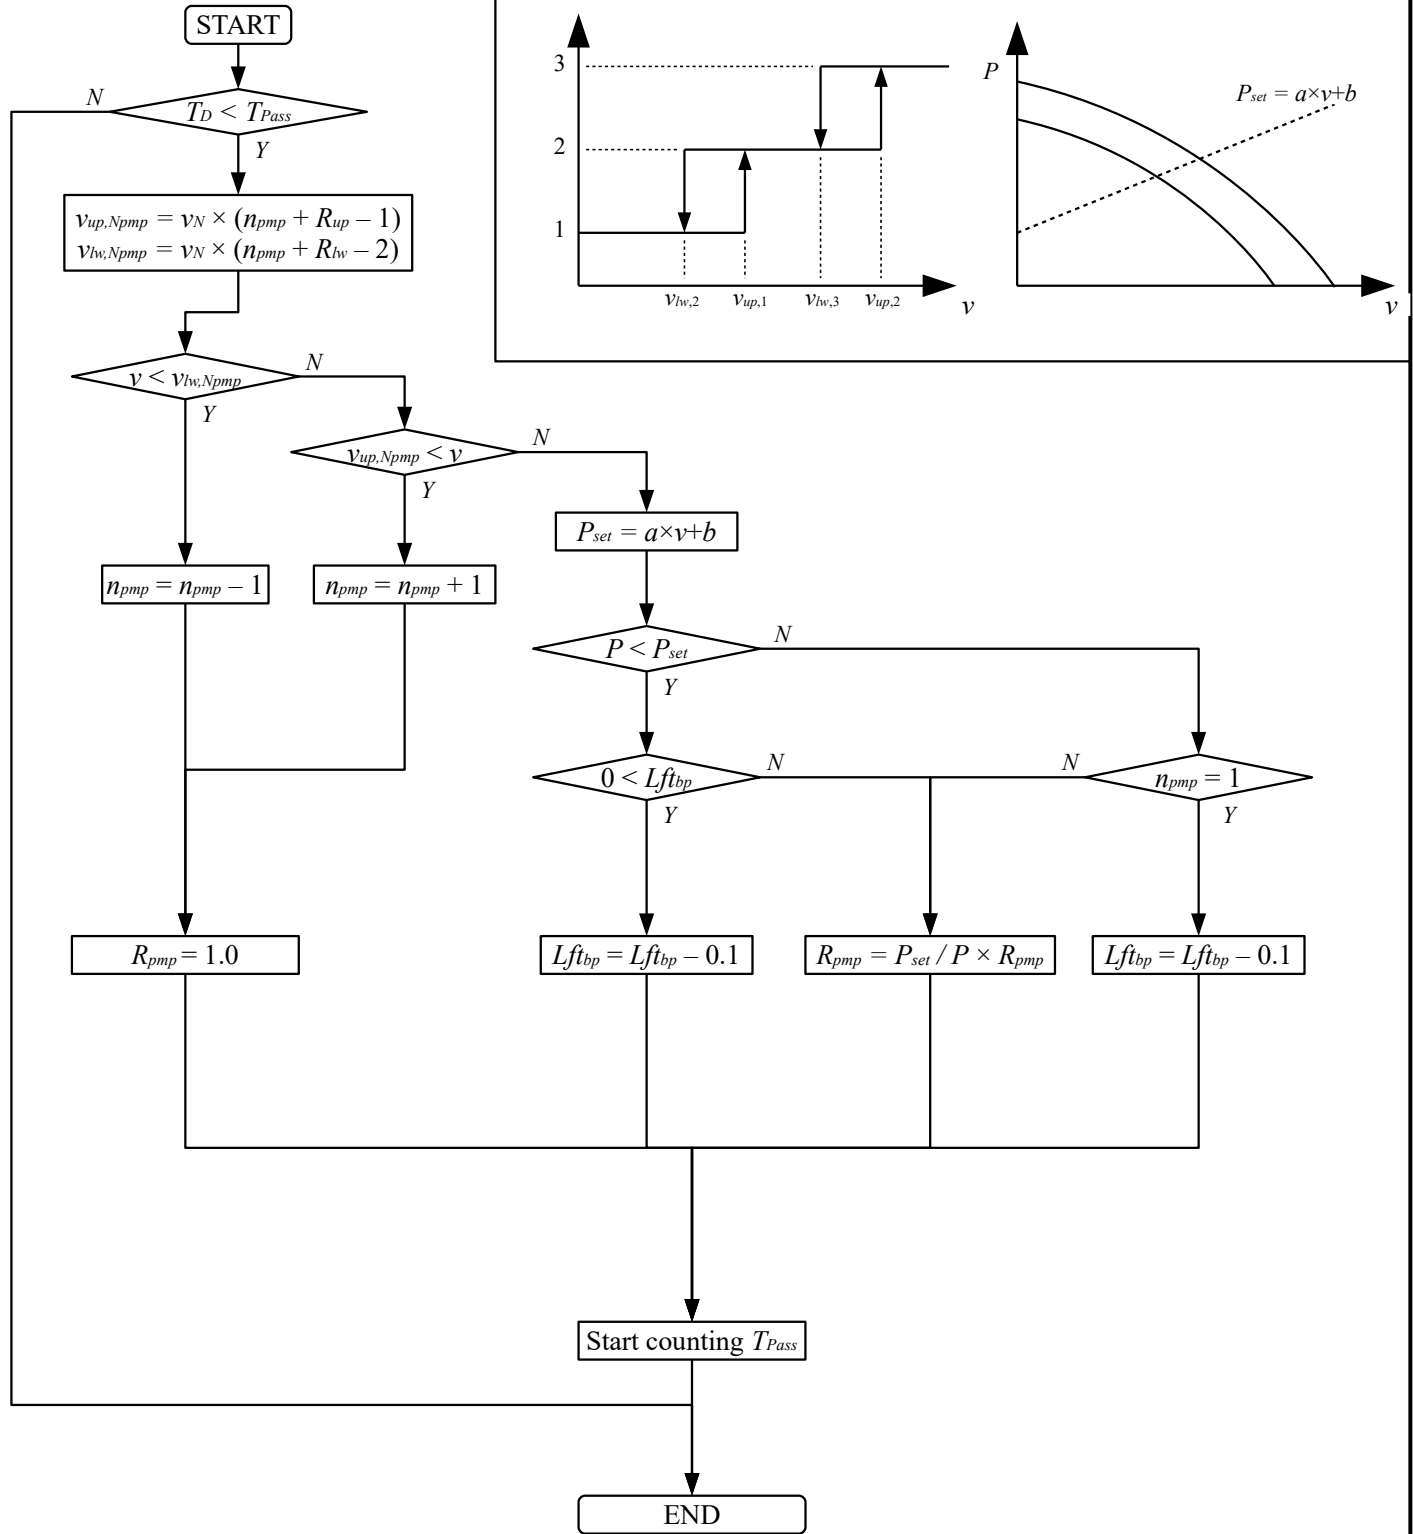 START
T_D < T_Pass
N
Y
v_up,Npmp = v_N × (n_pmp + R_up – 1)
v_lw,Npmp = v_N × (n_pmp + R_lw – 2)
v < v_lw,Npmp
N
Y
v_up,Npmp < v
N
Y
P_set = a×v+b
n_pmp = n_pmp – 1
n_pmp = n_pmp + 1
P < P_set
N
Y
0 < Lft_bp
N
Y
N
n_pmp = 1
Y
R_pmp = 1.0
Lft_bp = Lft_bp – 0.1
R_pmp = P_set / P × R_pmp
Lft_bp = Lft_bp – 0.1
Start counting T_Pass
END
3
2
1
v_lw,2
v_up,1
v_lw,3
v_up,2
v
P
P_set = a×v+b
v